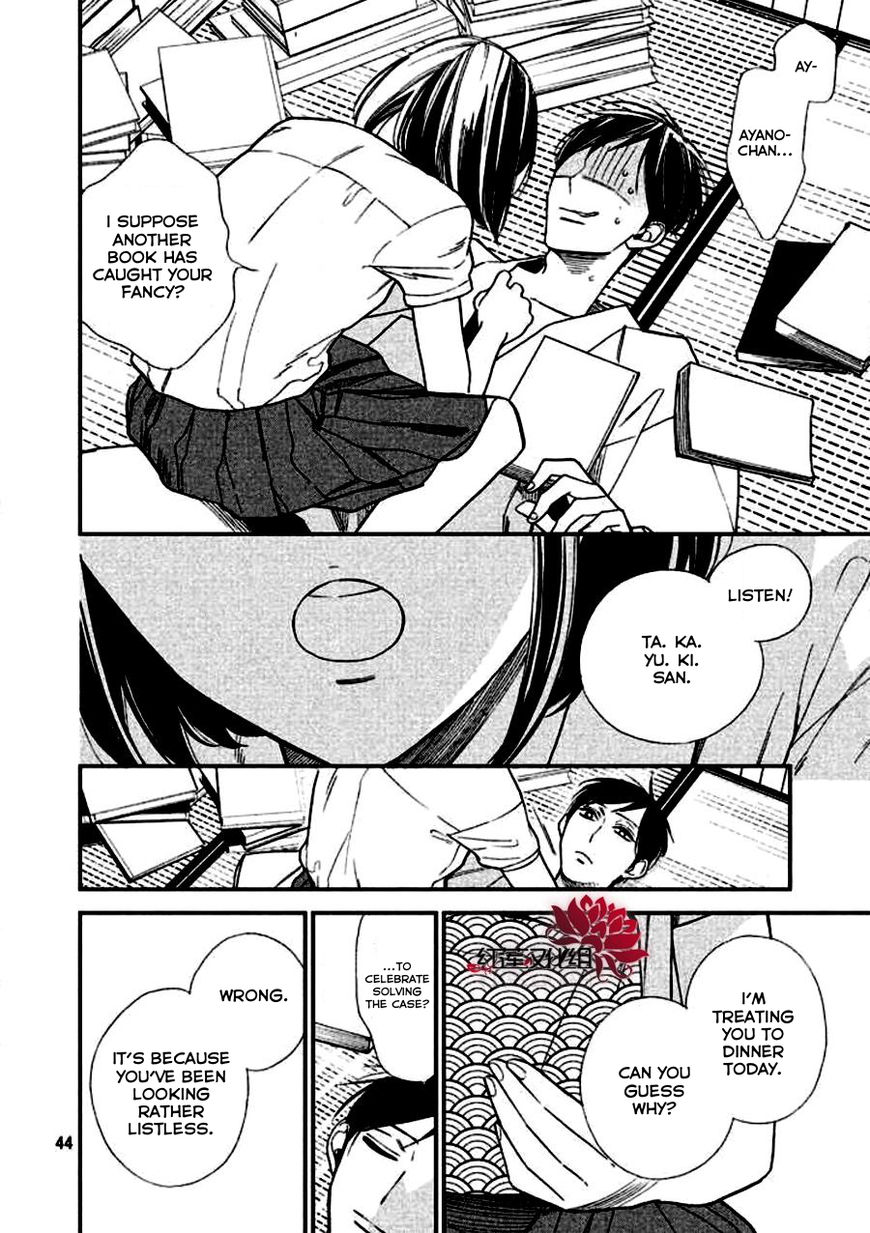 AY-
AYANO-
CHAN...
I SUPPOSE
ANOTHER
BOOK HAS
CAUGHT YOUR
FANCY?
LISTEN!
TA. KA.
YU. KI.
SAN.
I'M
TREATING
YOU TO
DINNER
TODAY.
CAN YOU
GUESS
WHY?
...TO
CELEBRATE
SOLVING
THE CASE?
WRONG.
IT'S BECAUSE
YOU'VE BEEN
LOOKING
RATHER
LISTLESS.
44